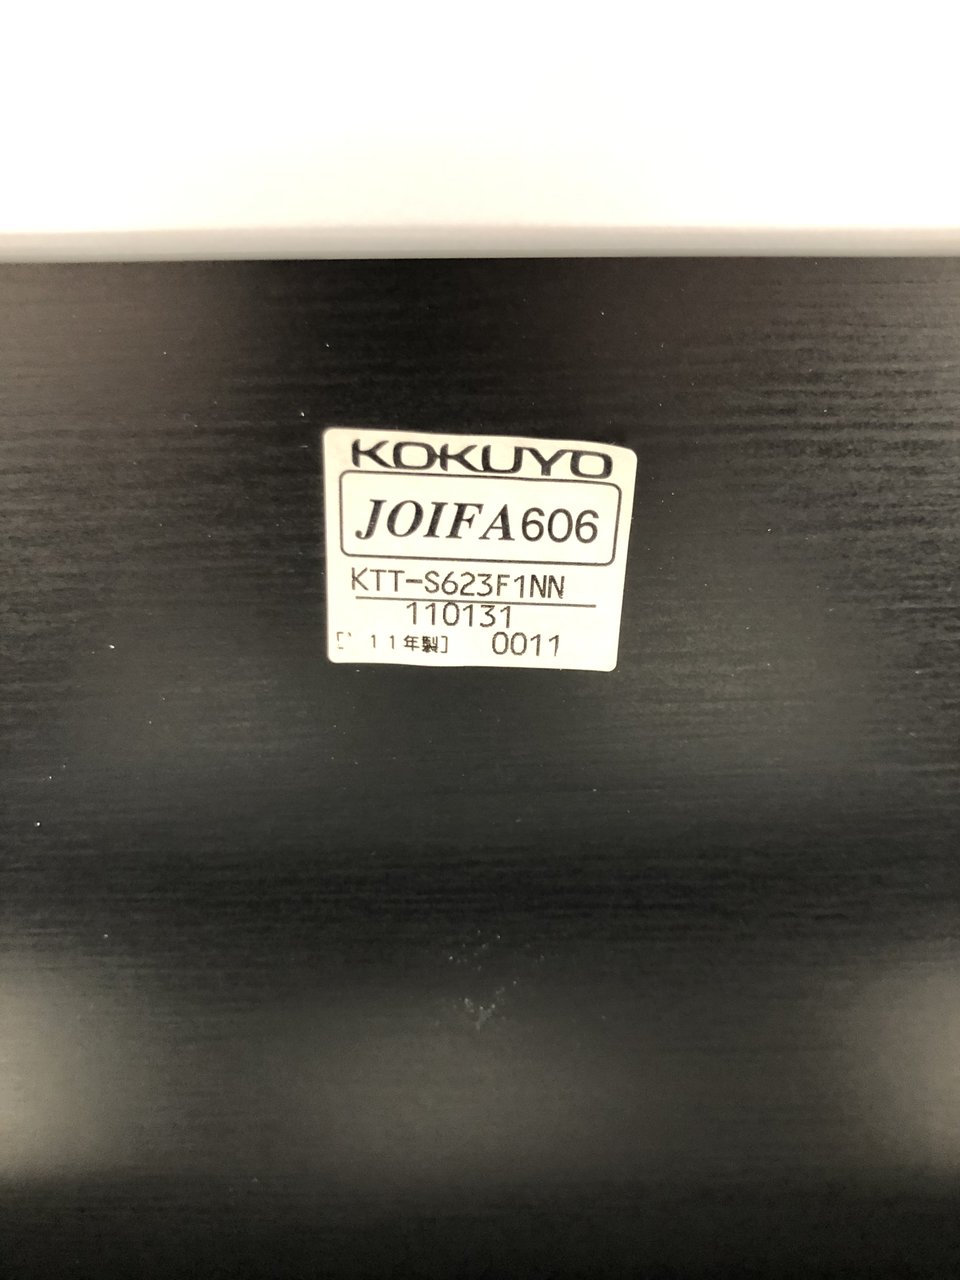 KOKUYO
JOIFA606
KTT-S623F1NN
110131
[' 11年製] 0011